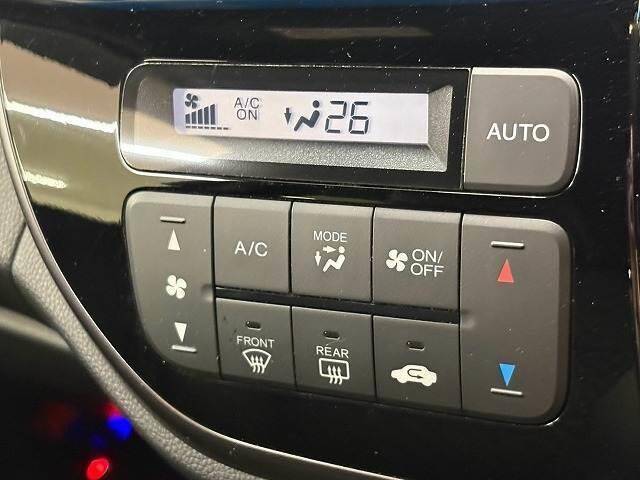 A/C
ON
26
AUTO
A/C
MODE
ON/
OFF
FRONT
REAR